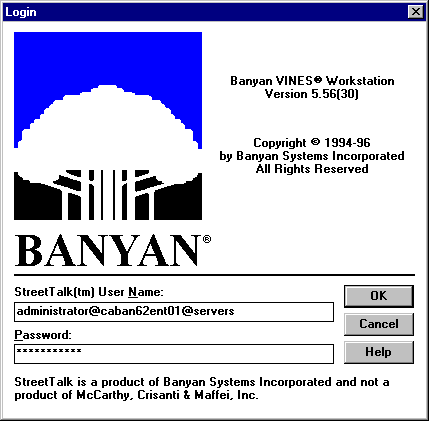 Login
Banyan VINES® Workstation
Version 5.56(30)
Copyright © 1994-96
by Banyan Systems Incorporated
All Rights Reserved
BANYAN®
StreetTalk(tm) User Name:
administrator@caban62ent01@servers
OK
Cancel
Password:
***********
Help
StreetTalk is a product of Banyan Systems Incorporated and not a
product of McCarthy, Crisanti & Maffei, Inc.